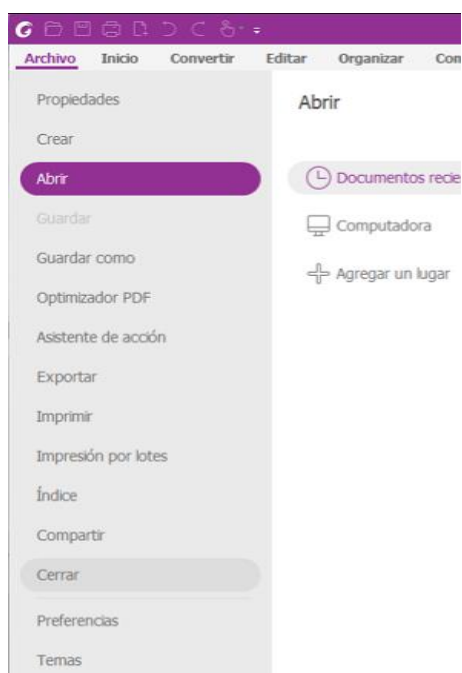 Archivo Inicio Convertir Editar Organizar
Propiedades
Crear
Abrir
Guardar
Guardar como
Optimizador PDF
Asistente de acción
Exportar
Imprimir
Impresión por lotes
Índice
Compartir
Cerrar
Preferencias
Temas
Abrir
Documentos
Computadora
Agregar un lugar